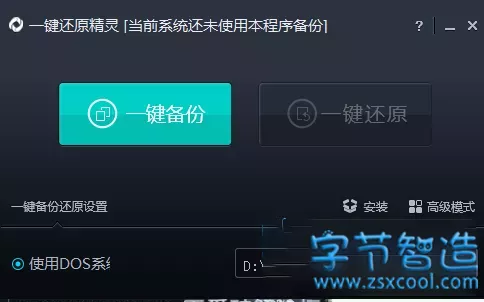 一键还原精灵 [当前系统还未使用本程序备份]
?
一键备份
一键还原
一键备份还原设置
安装
高级模式
使用DOS系统
D:\
字节智造
www.zsxcool.com